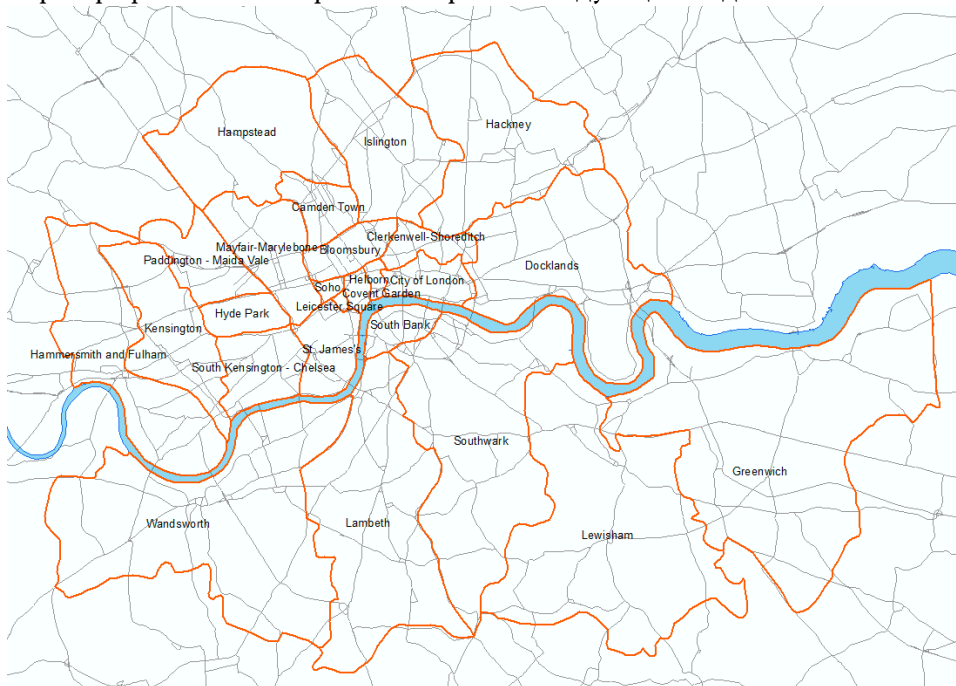 Hackney
Hampstead
Islington
Camden Town
Clerkenwell-Shoreditch
Mayfair-Marylebone
Bloomsbury
Paddington - Maida Vale
Docklands
Holborn
City of London
Soho
Covent Garden
Leicester Square
Hyde Park
South Bank
Kensington
St. James's
Hammersmith and Fulham
South Kensington - Chelsea
Southwark
Greenwich
Wandsworth
Lambeth
Lewisham